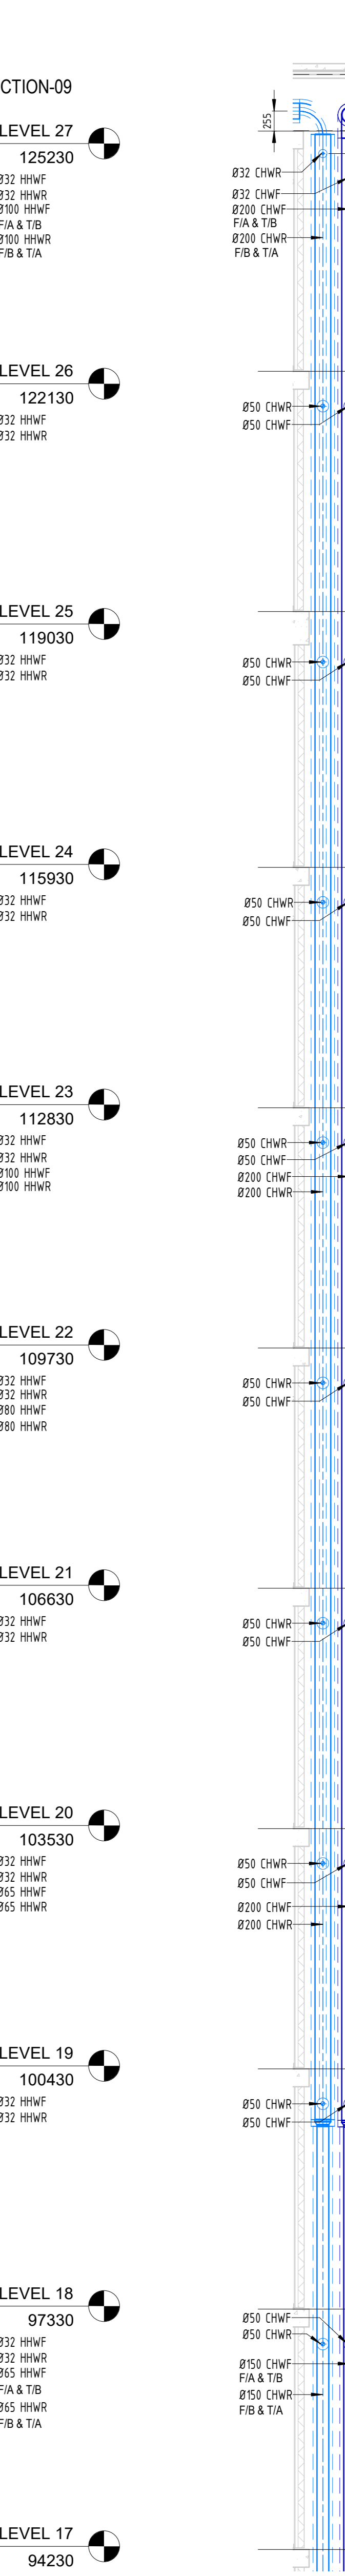 CTION-09
255
LEVEL 27
125230
Ø32 HHWF
Ø32 HHWR
Ø100 HHWF
F/A & T/B
Ø100 HHWR
F/B & T/A
Ø32 CHWR
Ø32 CHWF
Ø200 CHWF
F/A & T/B
Ø200 CHWR
F/B & T/A
LEVEL 26
122130
Ø32 HHWF
Ø32 HHWR
Ø50 CHWR
Ø50 CHWF
LEVEL 25
119030
Ø32 HHWF
Ø32 HHWR
Ø50 CHWR
Ø50 CHWF
LEVEL 24
115930
Ø32 HHWF
Ø32 HHWR
Ø50 CHWR
Ø50 CHWF
LEVEL 23
112830
Ø32 HHWF
Ø32 HHWR
Ø100 HHWF
Ø100 HHWR
Ø50 CHWR
Ø50 CHWF
Ø200 CHWF
Ø200 CHWR
LEVEL 22
109730
Ø32 HHWF
Ø32 HHWR
Ø80 HHWF
Ø80 HHWR
Ø50 CHWR
Ø50 CHWF
LEVEL 21
106630
Ø32 HHWF
Ø32 HHWR
Ø50 CHWR
Ø50 CHWF
LEVEL 20
103530
Ø32 HHWF
Ø32 HHWR
Ø65 HHWF
Ø65 HHWR
Ø50 CHWR
Ø50 CHWF
Ø200 CHWF
Ø200 CHWR
LEVEL 19
100430
Ø32 HHWF
Ø32 HHWR
Ø50 CHWR
Ø50 CHWF
LEVEL 18
97330
Ø32 HHWF
Ø32 HHWR
Ø65 HHWF
F/A & T/B
Ø65 HHWR
F/B & T/A
Ø50 CHWF
Ø50 CHWR
Ø150 CHWF
F/A & T/B
Ø150 CHWR
F/B & T/A
LEVEL 17
94230